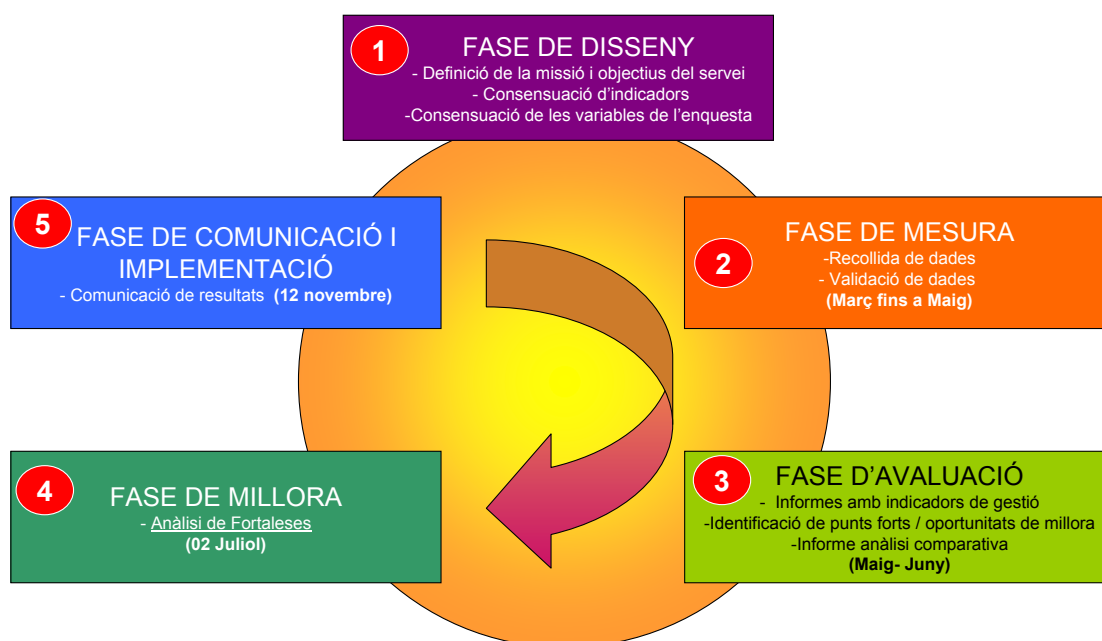 1
FASE DE DISSENY
- Definició de la missió i objectius del servei
- Consensuació d'indicadors
-Consensuació de les variables de l'enquesta
2
FASE DE MESURA
-Recollida de dades
- Validació de dades
(Març fins a Maig)
3
FASE D'AVALUACIÓ
- Informes amb indicadors de gestió
-Identificació de punts forts / oportunitats de millora
-Informe anàlisi comparativa
(Maig- Juny)
4
FASE DE MILLORA
- Anàlisi de Fortaleses
(02 Juliol)
5
FASE DE COMUNICACIÓ I
IMPLEMENTACIÓ
- Comunicació de resultats (12 novembre)